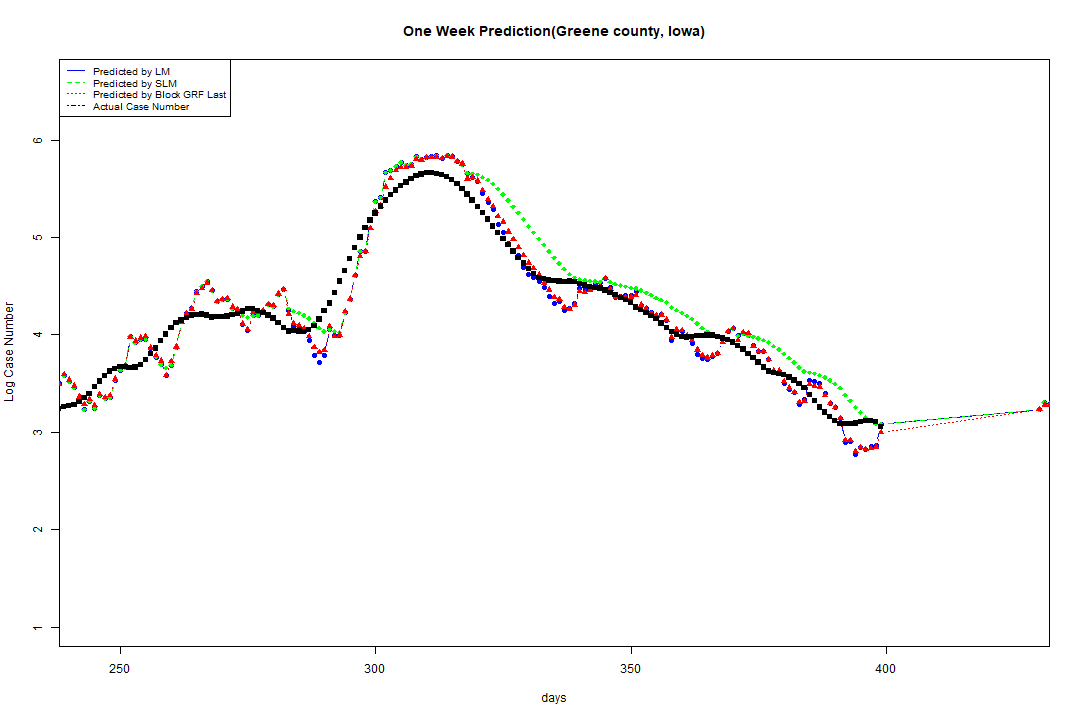 One Week Prediction(Greene county, Iowa)
Predicted by LM
Predicted by SLM
Predicted by Block GRF Last
Actual Case Number
6
5
4
3
2
1
Log Case Number
250
300
350
400
days